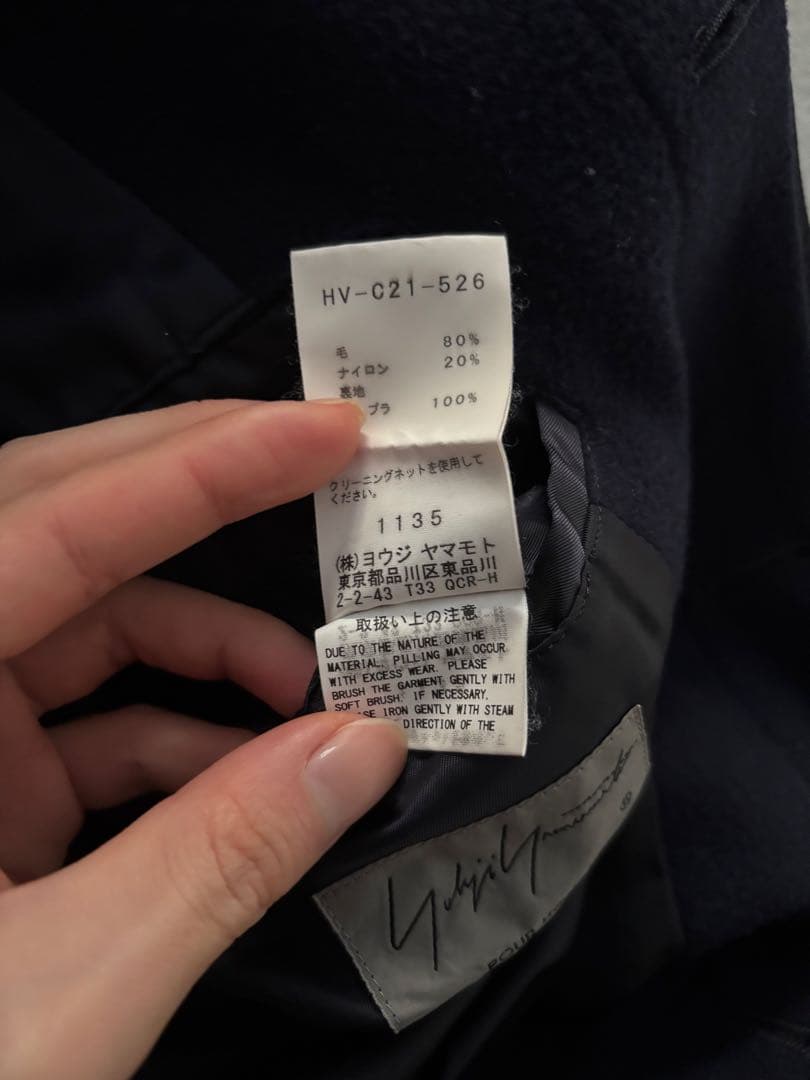 HV-C21-526
毛 80%
ナイロン 20%
裏地
プラ 100%
クリーニングネットを使用して
ください。
1135
(株)ヨウジ ヤマモト
東京都品川区東品川
2-2-43 T33 QCR-H
取扱い上の注意
DUE TO THE NATURE OF THE
MATERIAL, PILLING MAY OCCUR
WITH EXCESS WEAR. PLEASE
BRUSH THE GARMENT GENTLY WITH
SOFT BRUSH, IF NECESSARY,
SE IRON GENTLY WITH STEAM
DIRECTION OF THE
Yohji Yamamoto ®
POUR